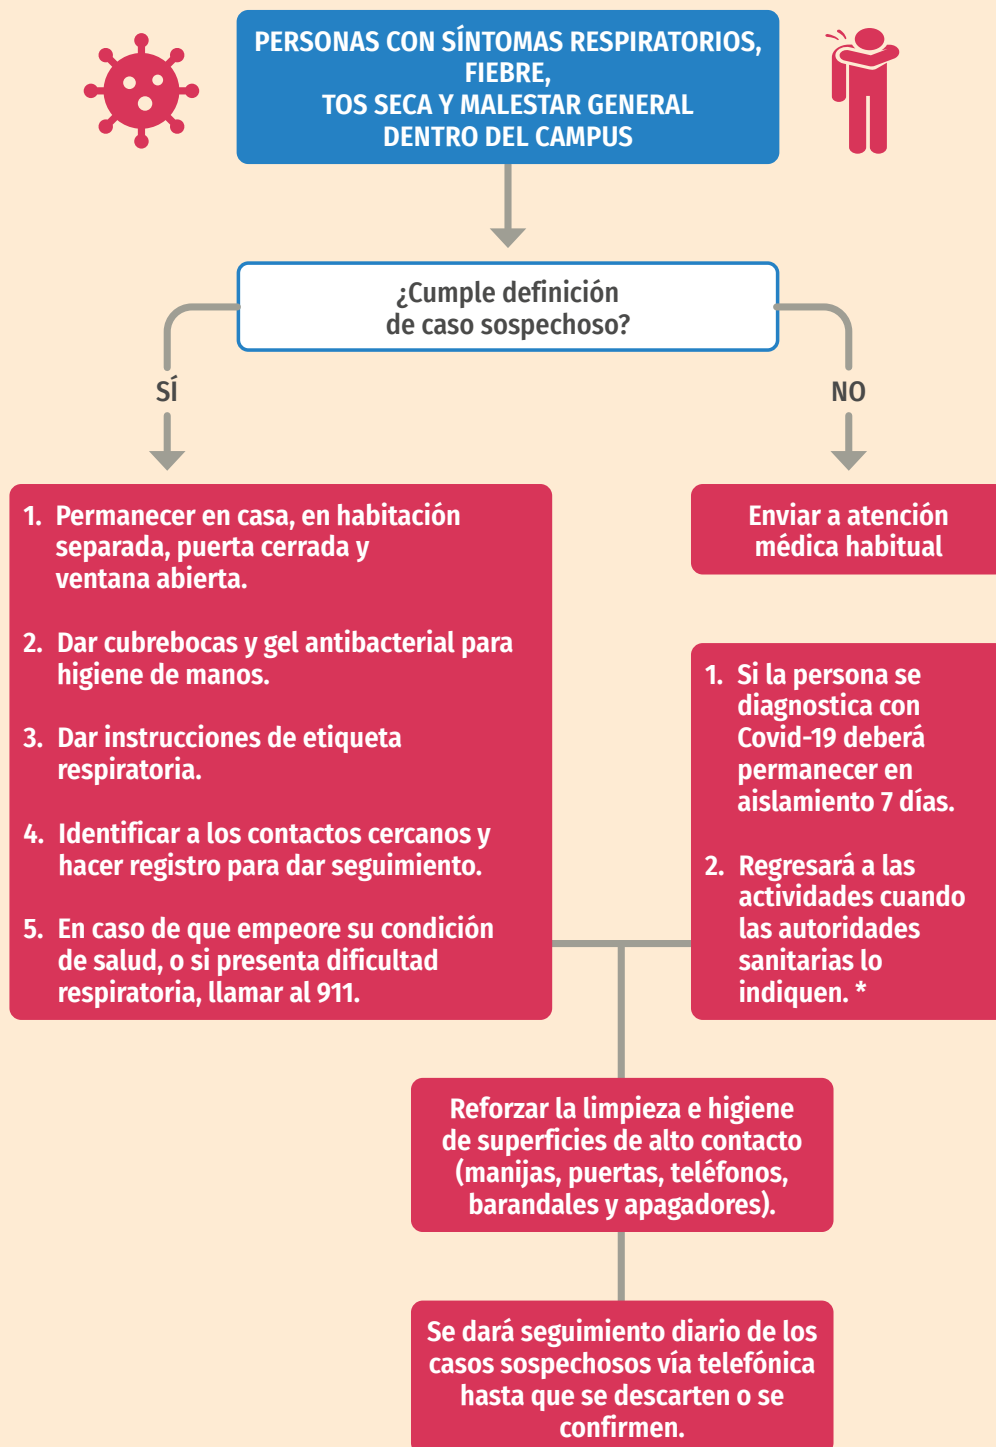 PERSONAS CON SÍNTOMAS RESPIRATORIOS,
FIEBRE,
TOS SECA Y MALESTAR GENERAL
DENTRO DEL CAMPUS
¿Cumple definición
de caso sospechoso?
SÍ
NO
1. Permanecer en casa, en habitación
separada, puerta cerrada y
ventana abierta.
2. Dar cubrebocas y gel antibacterial para
higiene de manos.
3. Dar instrucciones de etiqueta
respiratoria.
4. Identificar a los contactos cercanos y
hacer registro para dar seguimiento.
5. En caso de que empeore su condición
de salud, o si presenta dificultad
respiratoria, llamar al 911.
Enviar a atención
médica habitual
1. Si la persona se
diagnostica con
Covid-19 deberá
permanecer en
aislamiento 7 días.
2. Regresará a las
actividades cuando
las autoridades
sanitarias lo
indiquen. *
Reforzar la limpieza e higiene
de superficies de alto contacto
(manijas, puertas, teléfonos,
barandales y apagadores).
Se dará seguimiento diario de los
casos sospechosos vía telefónica
hasta que se descarten o se
confirmen.